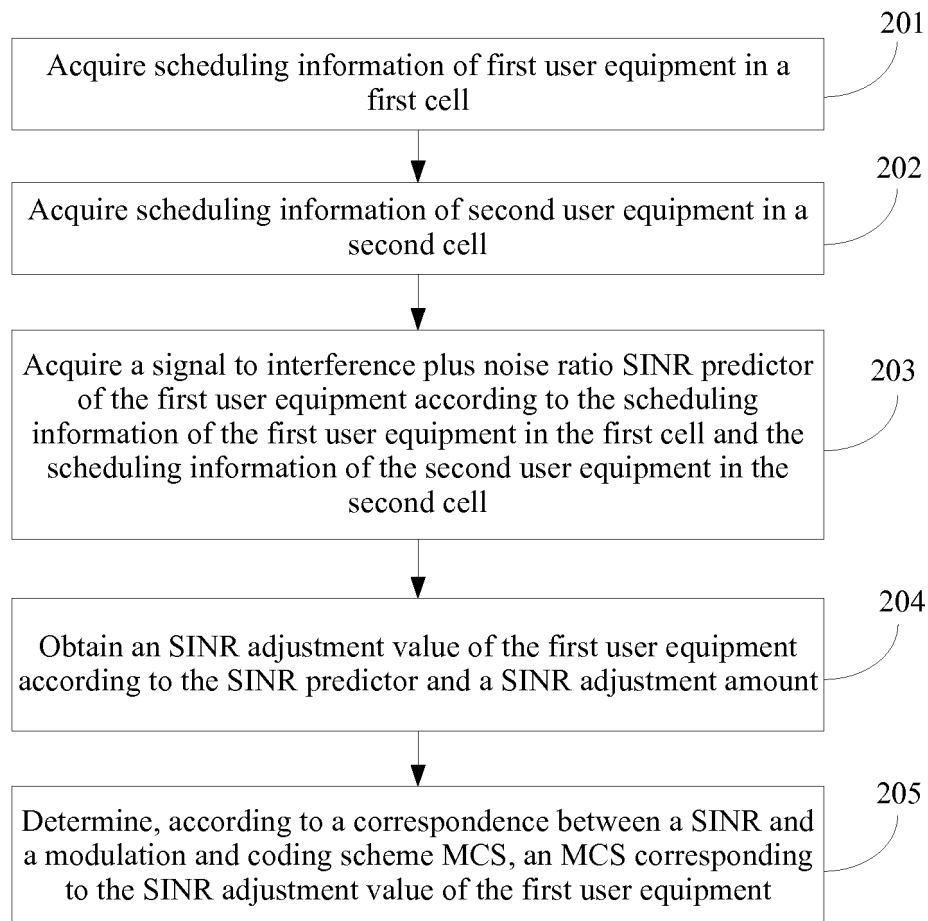 201
Acquire scheduling information of first user equipment in a
first cell
202
Acquire scheduling information of second user equipment in a
second cell
203
Acquire a signal to interference plus noise ratio SINR predictor
of the first user equipment according to the scheduling
information of the first user equipment in the first cell and the
scheduling information of the second user equipment in the
second cell
204
Obtain an SINR adjustment value of the first user equipment
according to the SINR predictor and a SINR adjustment amount
205
Determine, according to a correspondence between a SINR and
a modulation and coding scheme MCS, an MCS corresponding
to the SINR adjustment value of the first user equipment